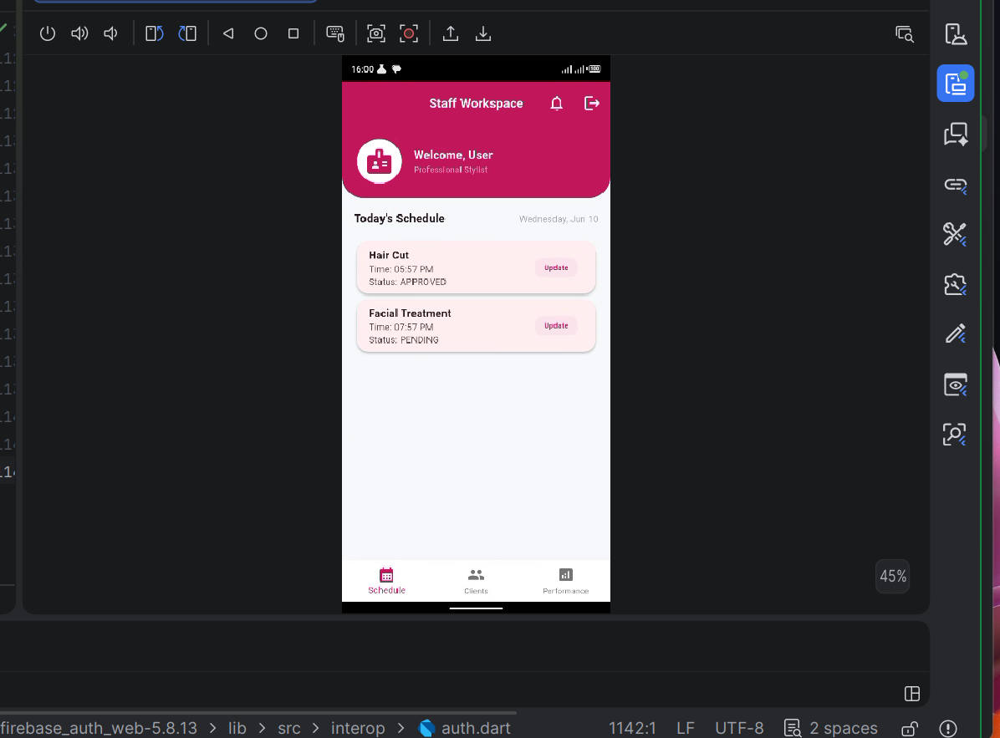 16:00
100
Staff Workspace
Welcome, User
Professional Stylist
Today's Schedule
Wednesday, Jun 10
Hair Cut
Time: 05:57 PM
Status: APPROVED
Update
Facial Treatment
Time: 07:57 PM
Status: PENDING
Update
Schedule
Clients
Performance
45%
firebase_auth_web-5.8.13 > lib > src > interop > auth.dart
1142:1 LF UTF-8 2 spaces